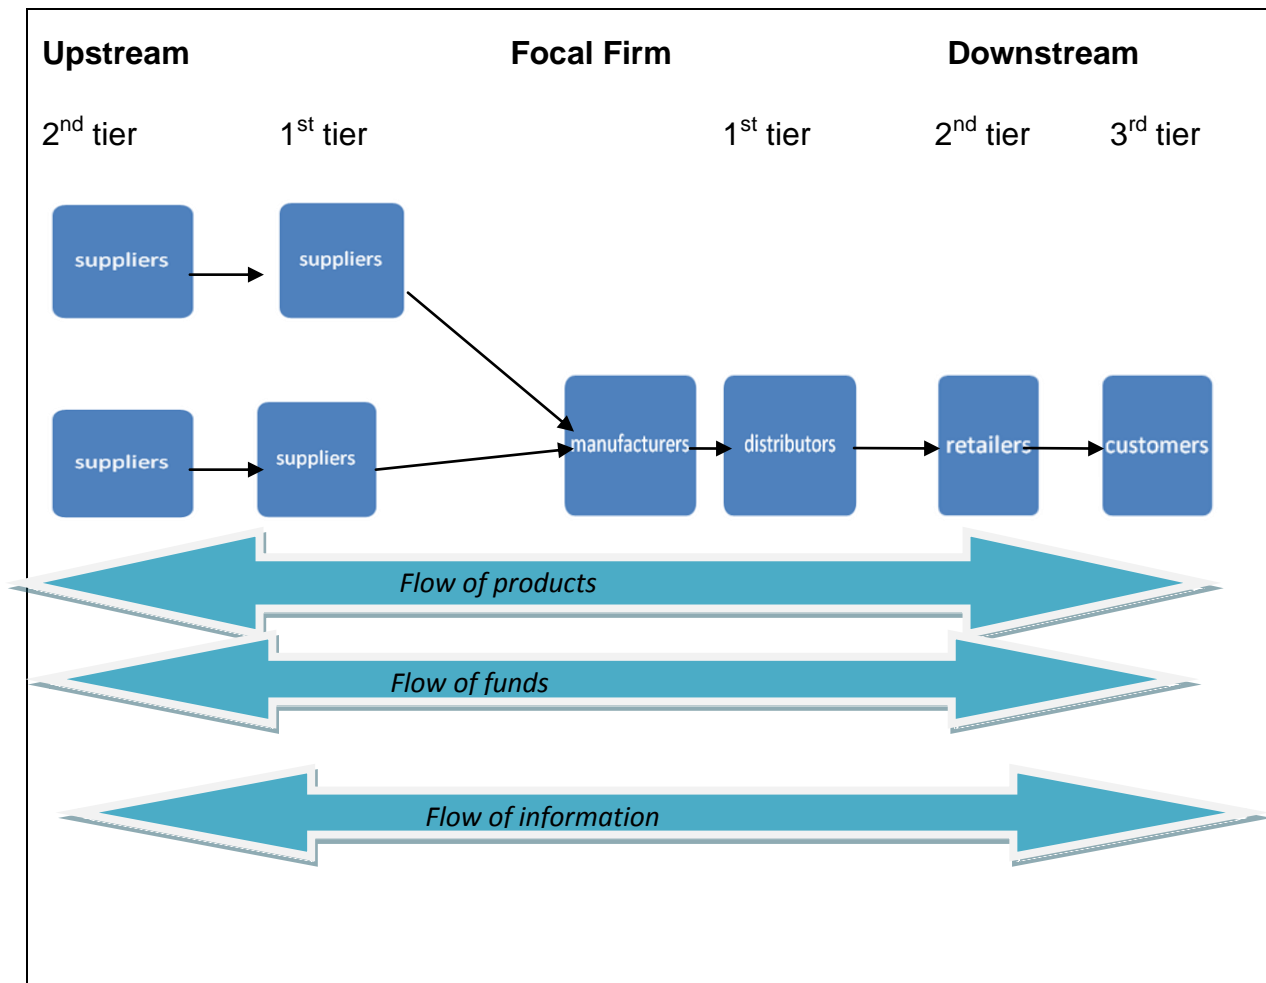 Upstream Focal Firm Downstream
2nd tier 1st tier 1st tier 2nd tier 3rd tier
suppliers suppliers
suppliers suppliers manufacturers distributors retailers customers
Flow of products
Flow of funds
Flow of information